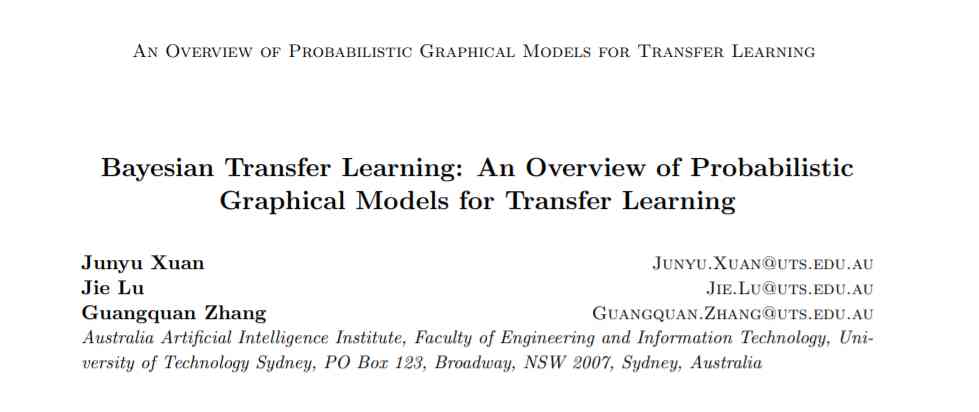 An Overview of Probabilistic Graphical Models for Transfer Learning
Bayesian Transfer Learning: An Overview of Probabilistic
Graphical Models for Transfer Learning
Junyu Xuan Junyu.Xuan@uts.edu.au
Jie Lu Jie.Lu@uts.edu.au
Guangquan Zhang Guangquan.Zhang@uts.edu.au
Australia Artificial Intelligence Institute, Faculty of Engineering and Information Technology, Uni-
versity of Technology Sydney, PO Box 123, Broadway, NSW 2007, Sydney, Australia